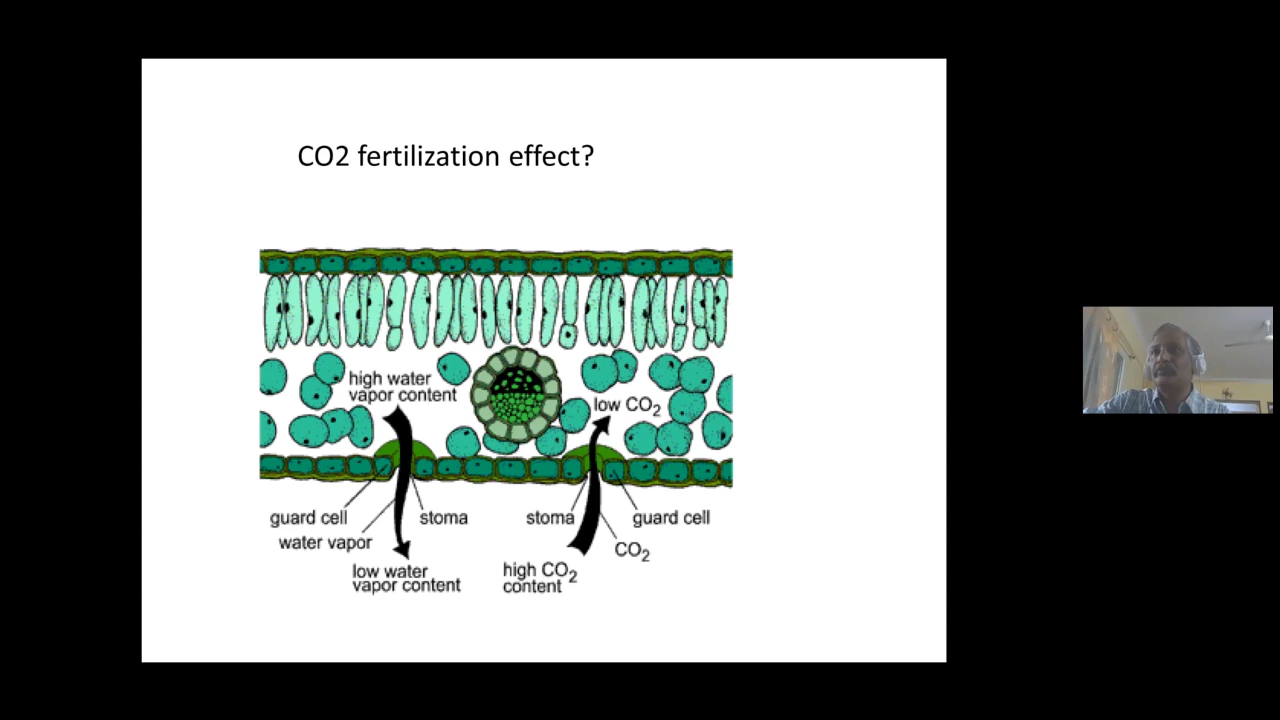 CO2 fertilization effect?
high water
vapor content
low CO2
guard cell
stoma
stoma
guard cell
water vapor
CO2
low water
vapor content
high CO2
content